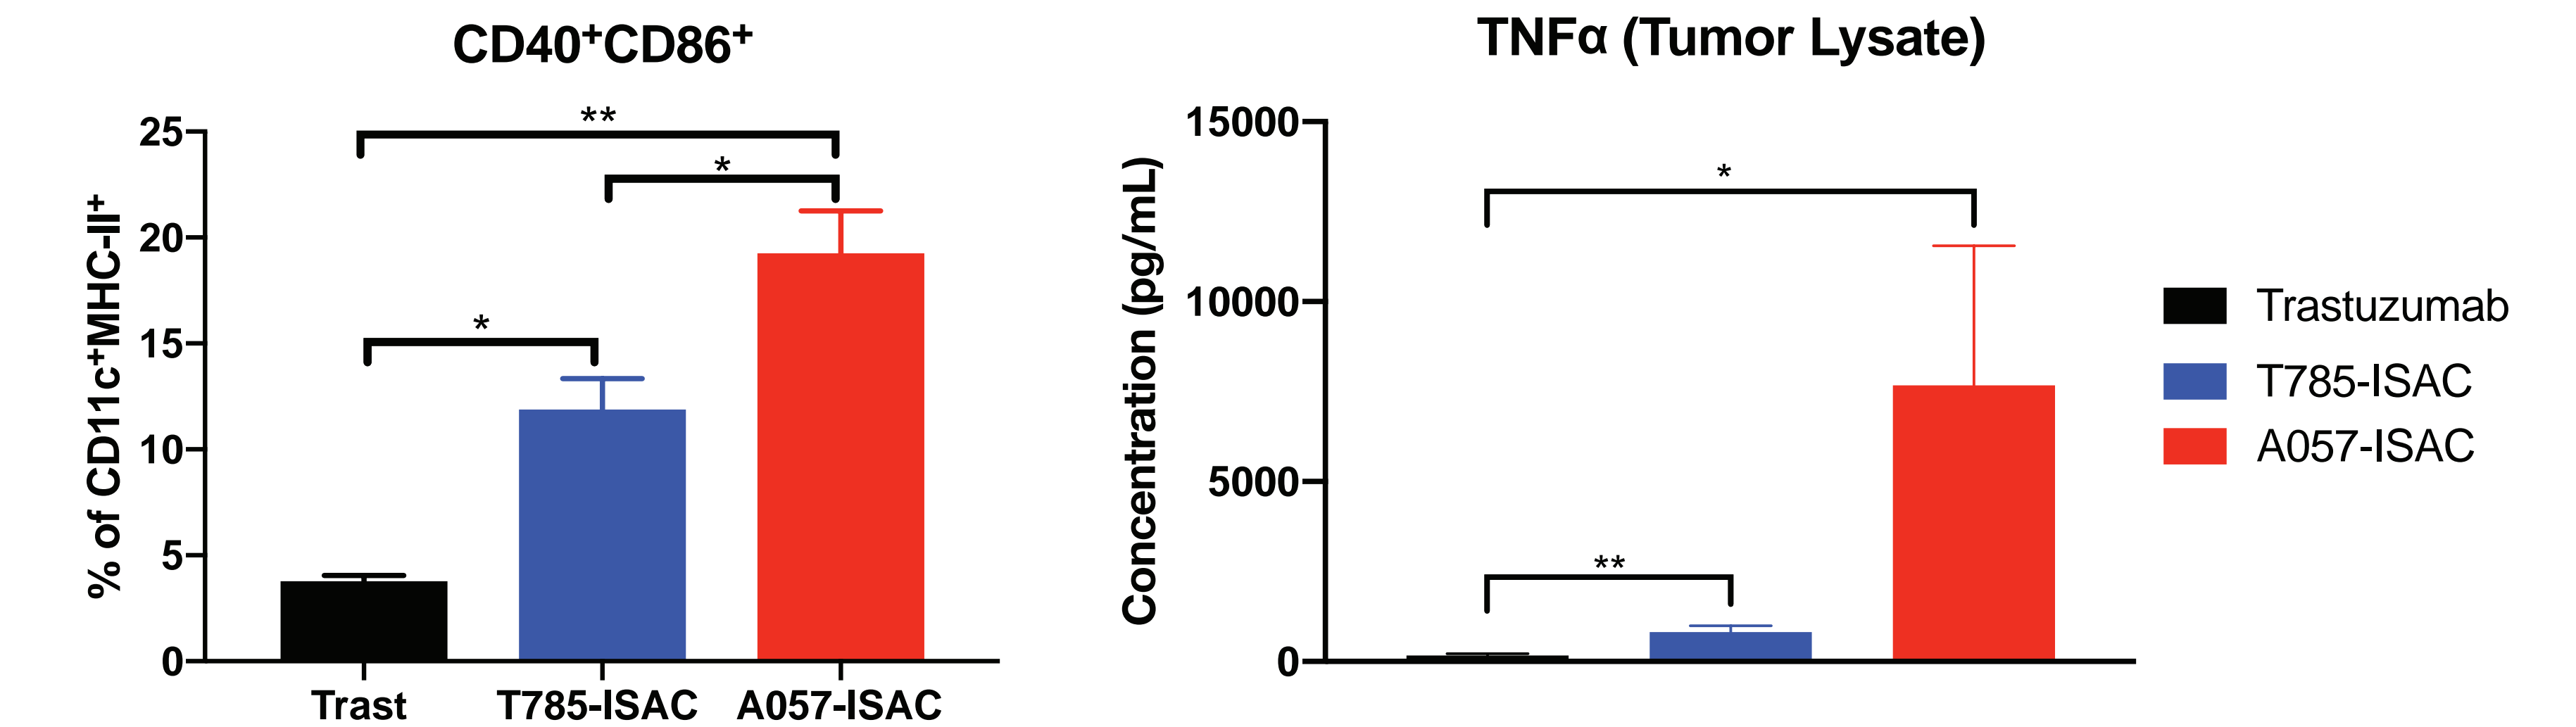 CD40⁺CD86⁺
% of CD11c⁺MHC-II⁺
25
20
15
10
5
0
**
*
*
Trast T785-ISAC A057-ISAC
TNFα (Tumor Lysate)
Concentration (pg/mL)
15000
10000
5000
0
*
**
Trastuzumab
T785-ISAC
A057-ISAC